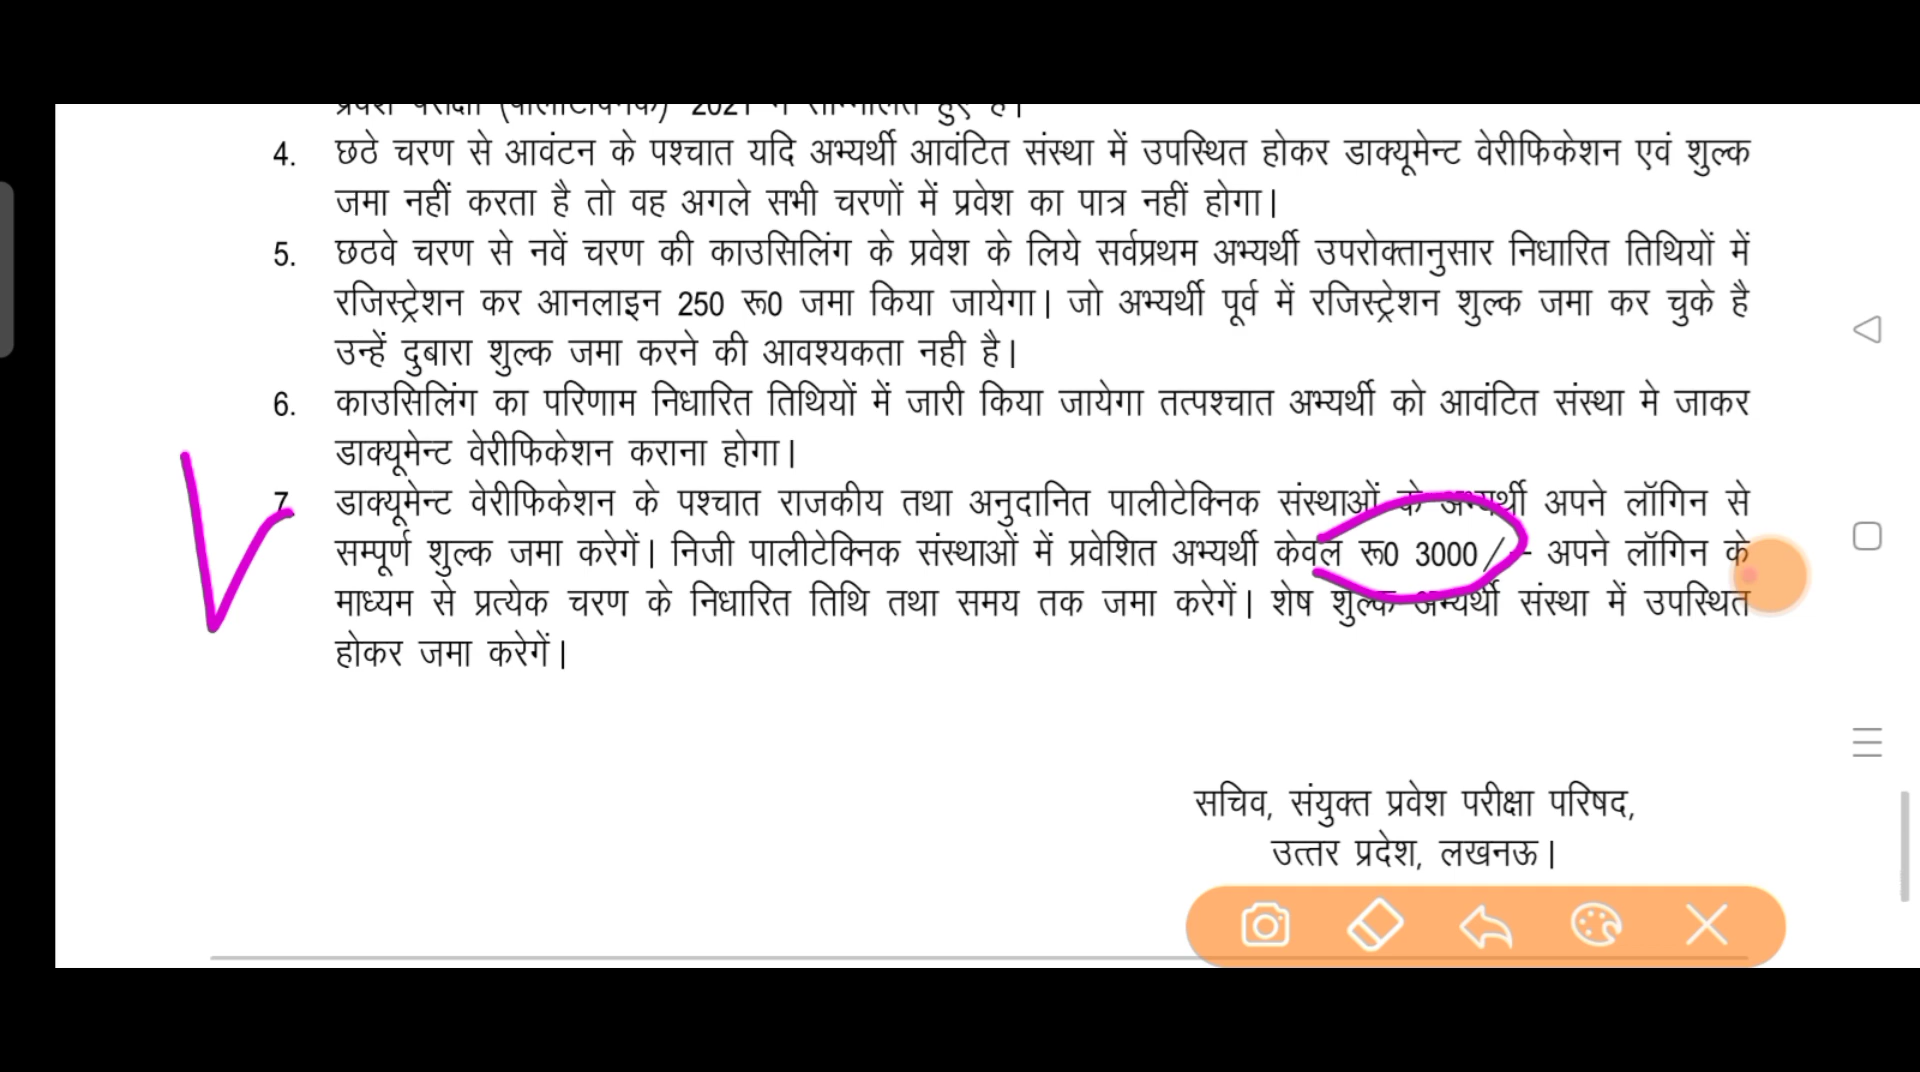 प्रवेश परीक्षा (पालीटेक्निक) 2021 में सम्मिलित हुए है।
4. छठे चरण से आवंटन के पश्चात यदि अभ्यर्थी आवंटित संस्था में उपस्थित होकर डाक्यूमेन्ट वेरीफिकेशन एवं शुल्क
जमा नहीं करता है तो वह अगले सभी चरणों में प्रवेश का पात्र नहीं होगा।
5. छठवे चरण से नवें चरण की काउसिलिंग के प्रवेश के लिये सर्वप्रथम अभ्यर्थी उपरोक्तानुसार निधारित तिथियों में
रजिस्ट्रेशन कर आनलाइन 250 रू0 जमा किया जायेगा। जो अभ्यर्थी पूर्व में रजिस्ट्रेशन शुल्क जमा कर चुके है
उन्हें दुबारा शुल्क जमा करने की आवश्यकता नही है।
6. काउसिलिंग का परिणाम निधारित तिथियों में जारी किया जायेगा तत्पश्चात अभ्यर्थी को आवंटित संस्था मे जाकर
डाक्यूमेन्ट वेरीफिकेशन कराना होगा।
7. डाक्यूमेन्ट वेरीफिकेशन के पश्चात राजकीय तथा अनुदानित पालीटेक्निक संस्थाओं के अभ्यर्थी अपने लॉगिन से
सम्पूर्ण शुल्क जमा करेगें। निजी पालीटेक्निक संस्थाओं में प्रवेशित अभ्यर्थी केवल रू0 3000/- अपने लॉगिन के
माध्यम से प्रत्येक चरण के निधारित तिथि तथा समय तक जमा करेगें। शेष शुल्क अभ्यर्थी संस्था में उपस्थित
होकर जमा करेगें।
सचिव, संयुक्त प्रवेश परीक्षा परिषद,
उत्तर प्रदेश, लखनऊ।